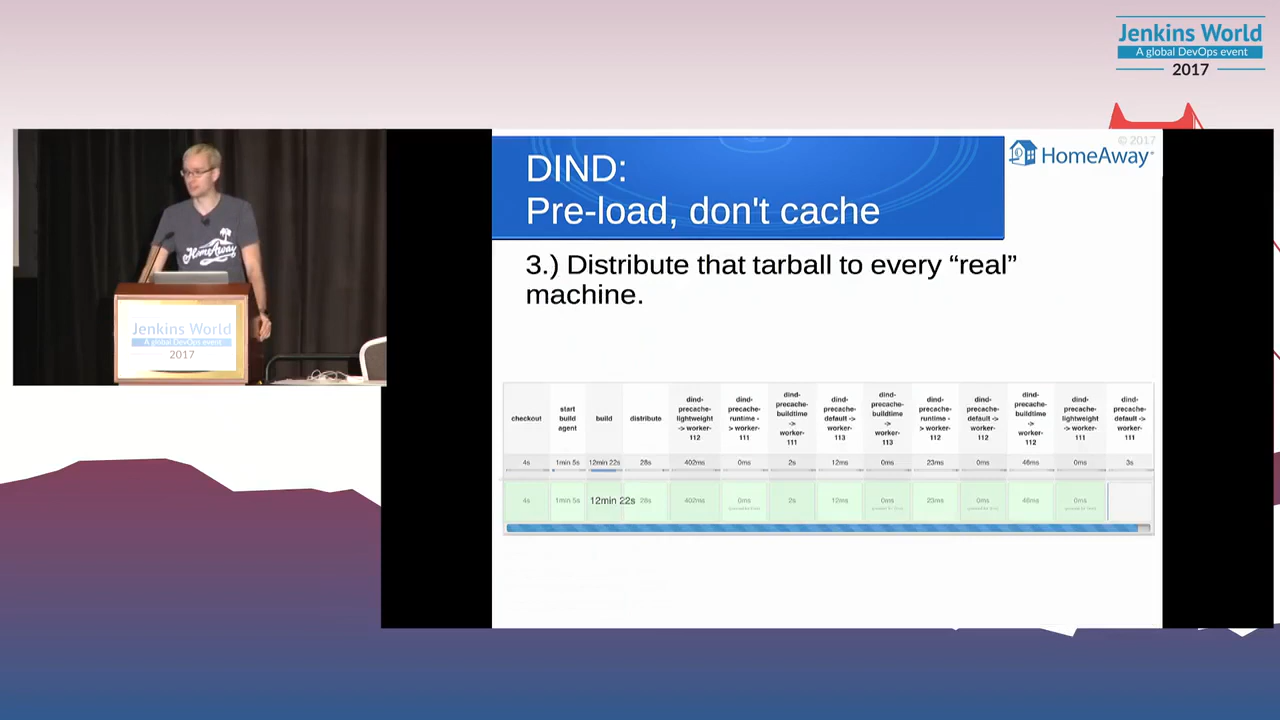 Jenkins World
A global DevOps event
2017
© 2017
HomeAway
DIND:
Pre-load, don't cache
3.) Distribute that tarball to every “real”
machine.
HomeAway
Jenkins World
A global DevOps event
2017
checkout
start
build
agent
build
distribute
dind-
precache-
lightweight
-> worker-
112
dind-
precache-
runtime -
> worker-
111
dind-
precache-
buildtime
->
worker-
111
dind-
precache-
default ->
worker-
113
dind-
precache-
buildtime
->
worker-
113
dind-
precache-
runtime -
> worker-
112
dind-
precache-
default ->
worker-
112
dind-
precache-
buildtime
->
worker-
112
dind-
precache-
lightweight
-> worker-
111
dind-
precache-
default ->
worker-
111
4s 1min 5s 12min 22s 28s 402ms 0ms 2s 12ms 0ms 23ms 0ms 46ms 0ms 3s
4s 1min 5s 12min 22s 28s 402ms 0ms 2s 12ms 0ms 23ms 0ms 46ms 0ms